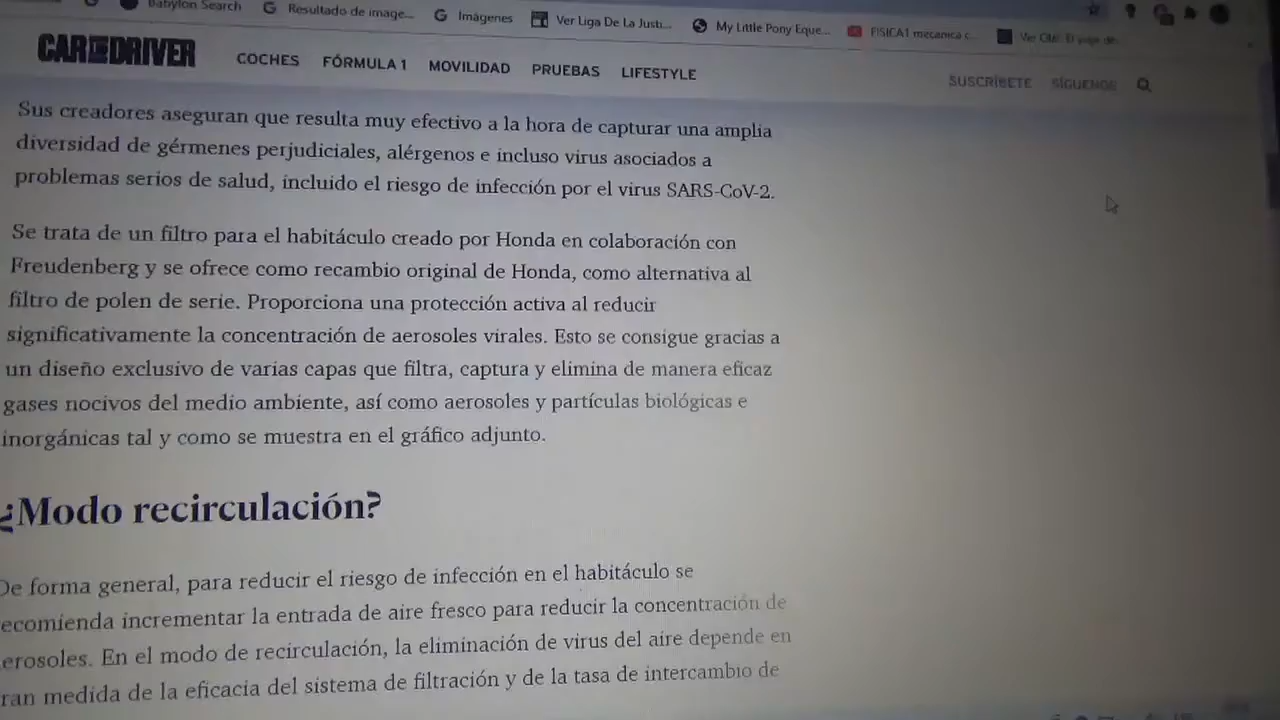 Babylon Search
Resultado de image...
Imágenes
Ver Liga De La Justi...
My Little Pony Eque...
FISICA1 mecanica c...
CAR AND DRIVER
COCHES
FÓRMULA 1
MOVILIDAD
PRUEBAS
LIFESTYLE
SUSCRÍBETE
SÍGUENOS
Sus creadores aseguran que resulta muy efectivo a la hora de capturar una amplia
diversidad de gérmenes perjudiciales, alérgenos e incluso virus asociados a
problemas serios de salud, incluido el riesgo de infección por el virus SARS-CoV-2.
Se trata de un filtro para el habitáculo creado por Honda en colaboración con
Freudenberg y se ofrece como recambio original de Honda, como alternativa al
filtro de polen de serie. Proporciona una protección activa al reducir
significativamente la concentración de aerosoles virales. Esto se consigue gracias a
un diseño exclusivo de varias capas que filtra, captura y elimina de manera eficaz
gases nocivos del medio ambiente, así como aerosoles y partículas biológicas e
inorgánicas tal y como se muestra en el gráfico adjunto.
¿Modo recirculación?
De forma general, para reducir el riesgo de infección en el habitáculo se
ecomienda incrementar la entrada de aire fresco para reducir la concentración de
erosoles. En el modo de recirculación, la eliminación de virus del aire depende en
ran medida de la eficacia del sistema de filtración y de la tasa de intercambio de